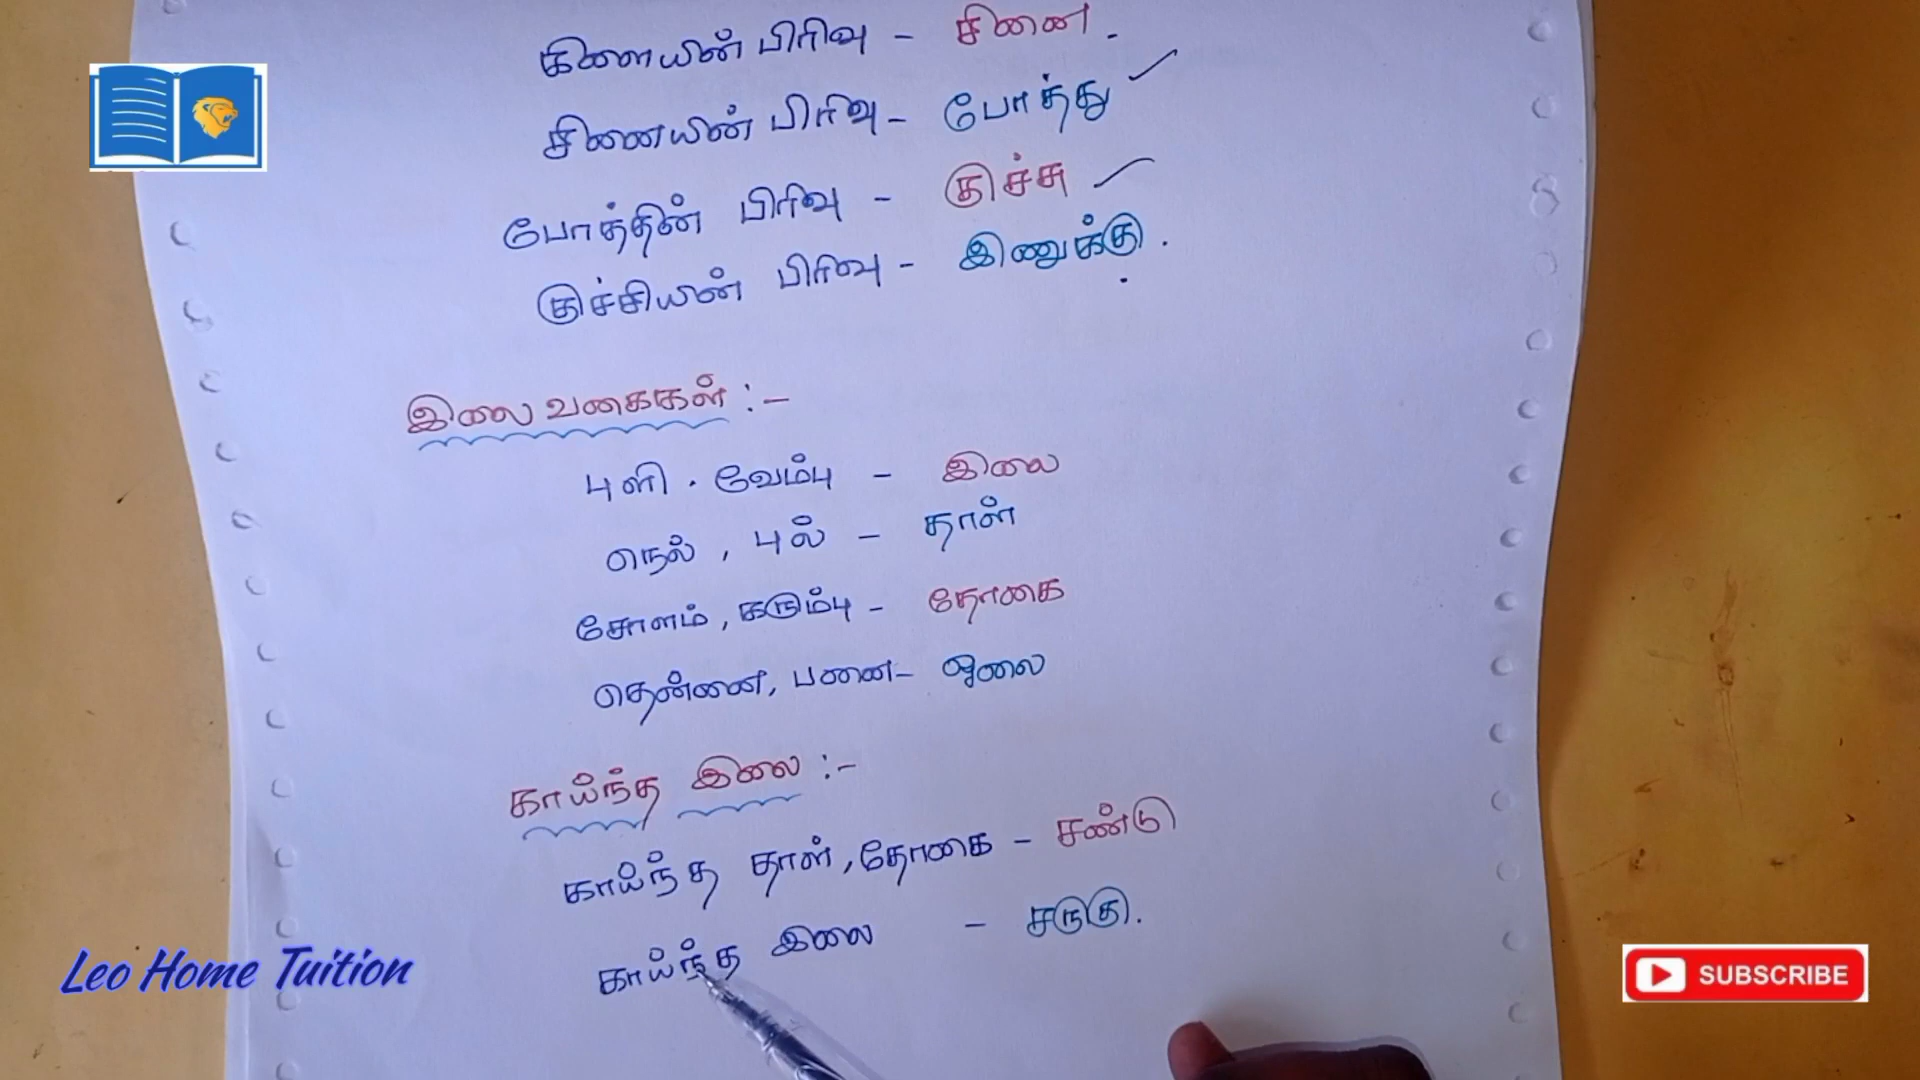 கிளையின் பிரிவு - சினை.
சினையின் பிரிவு - போத்து
போத்தின் பிரிவு - குச்சு
குச்சியின் பிரிவு - இணுக்கு.
இலை வகைகள் :-
புளி . வேம்பு - இலை
நெல் , புல் - தாள்
சோளம் , கரும்பு - தோகை
தென்னை, பனை - ஓலை
காய்ந்த இலை :-
காய்ந்த தாள் , தோகை - சண்டு
காய்ந்த இலை - சருகு.
Leo Home Tuition
SUBSCRIBE